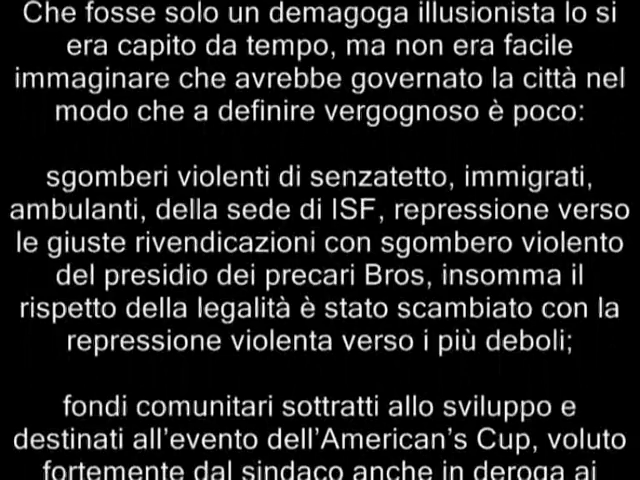 Che fosse solo un demagoga illusionista lo si
era capito da tempo, ma non era facile
immaginare che avrebbe governato la città nel
modo che a definire vergognoso è poco:
sgomberi violenti di senzatetto, immigrati,
ambulanti, della sede di ISF, repressione verso
le giuste rivendicazioni con sgombero violento
del presidio dei precari Bros, insomma il
rispetto della legalità è stato scambiato con la
repressione violenta verso i più deboli;
fondi comunitari sottratti allo sviluppo e
destinati all'evento dell'American's Cup, voluto
fortemente dal sindaco anche in deroga ai